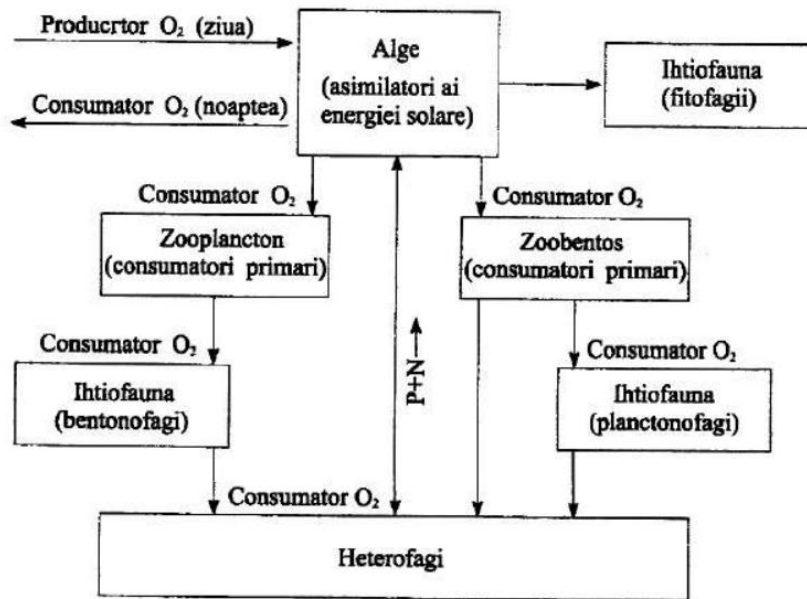 Producrtor O₂ (ziua)
Consumator O₂ (noaptea)
Alge
(asimilatori ai
energiei solare)
Ihtiofauna
(fitofagii)
Consumator O₂
Consumator O₂
Zooplancton
(consumatori primari)
Zoobentos
(consumatori primari)
Consumator O₂
P+N
Consumator O₂
Ihtiofauna
(bentonofagi)
Ihtiofauna
(planctonofagi)
Consumator O₂
Heterofagi